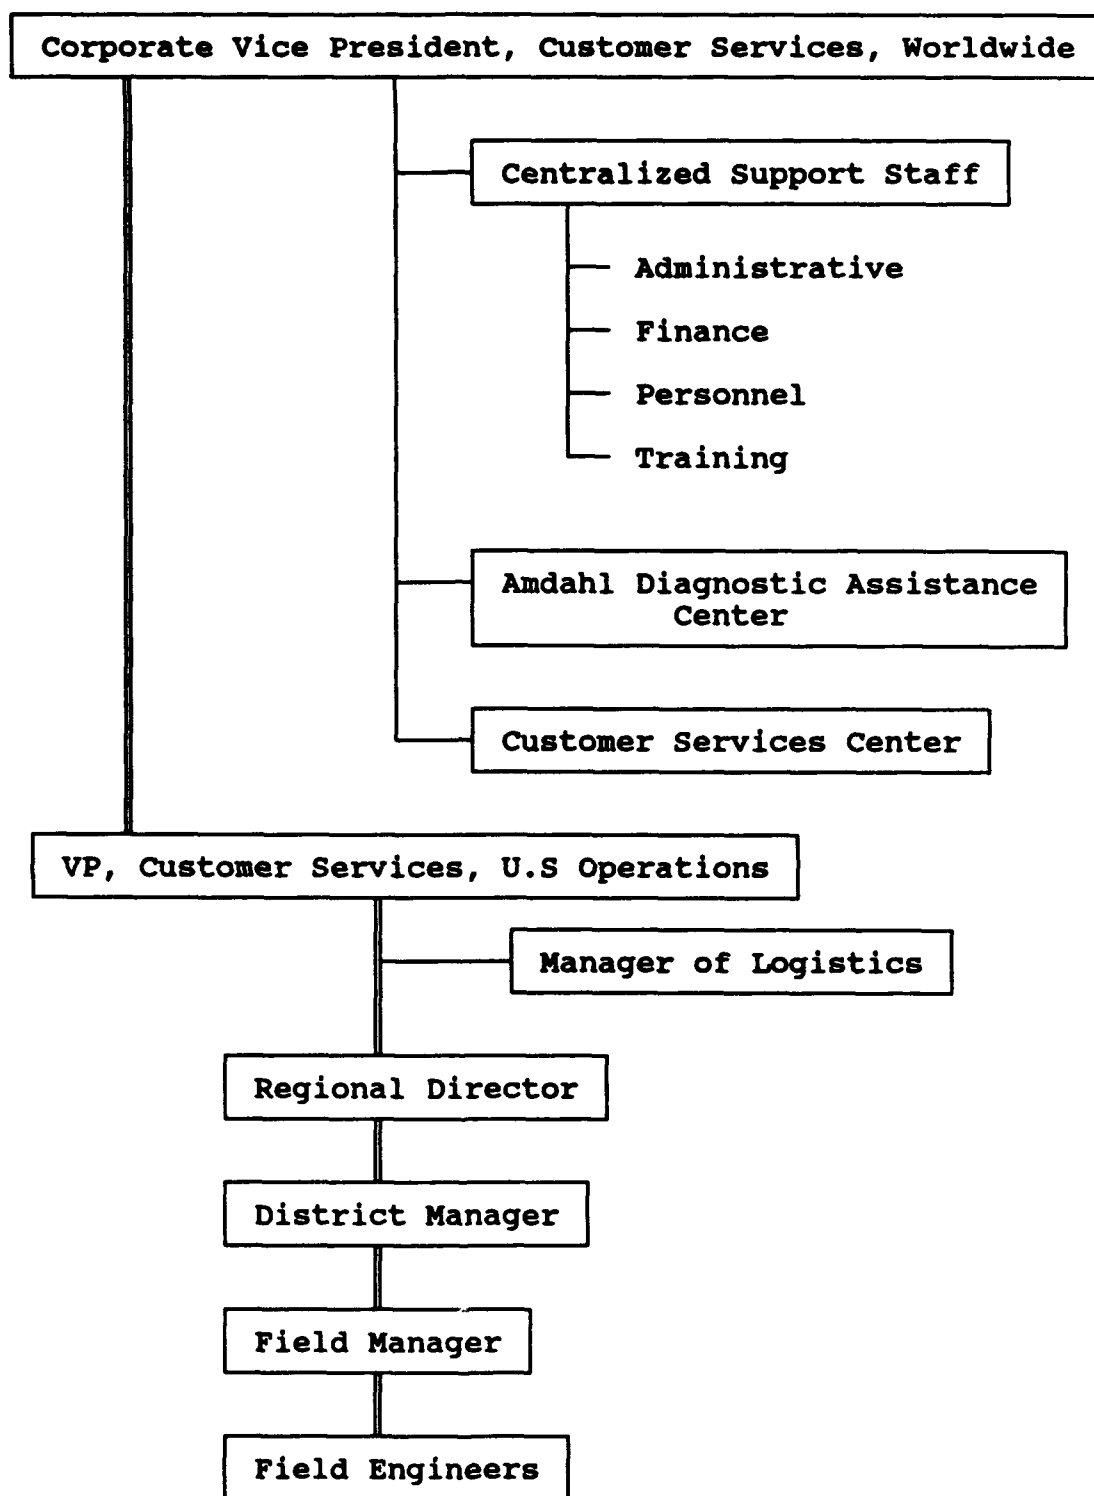 Corporate Vice President, Customer Services, Worldwide
Centralized Support Staff
Administrative
Finance
Personnel
Training
Amdahl Diagnostic Assistance
Center
Customer Services Center
VP, Customer Services, U.S Operations
Manager of Logistics
Regional Director
District Manager
Field Manager
Field Engineers